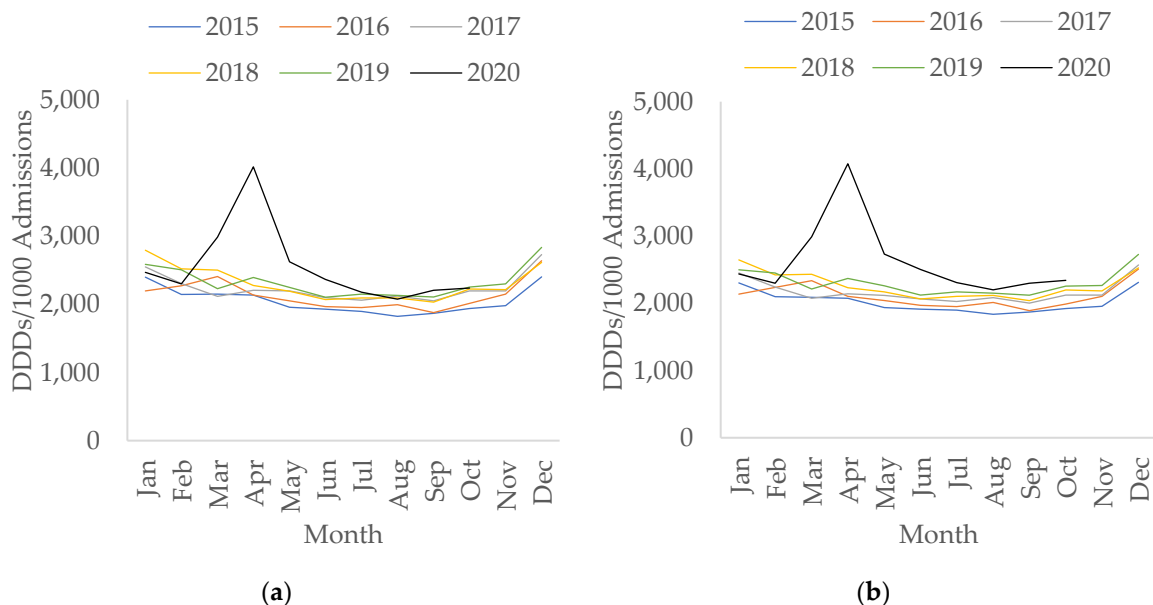 2015 2016 2017
2018 2019 2020
DDDs/1000 Admissions
5,000
4,000
3,000
2,000
1,000
0
Jan Feb Mar Apr May Jun Jul Aug Sep Oct Nov Dec
Month
(a)
2015 2016 2017
2018 2019 2020
DDDs/1000 Admissions
5,000
4,000
3,000
2,000
1,000
0
Jan Feb Mar Apr May Jun Jul Aug Sep Oct Nov Dec
Month
(b)